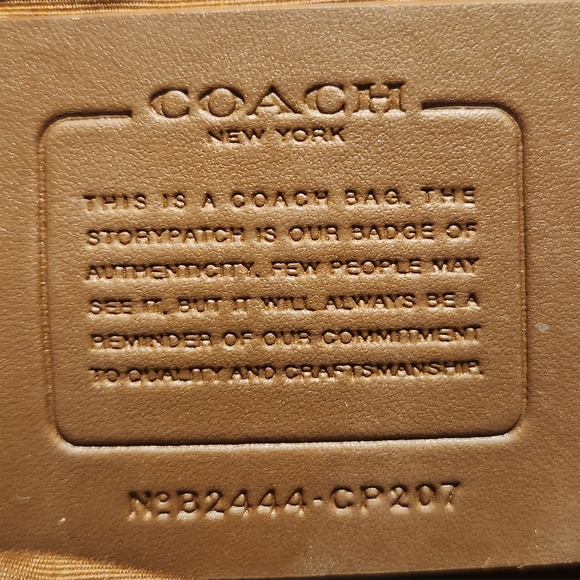 COACH
NEW YORK
THIS IS A COACH BAG. THE
STORYPATCH IS OUR BADGE OF
AUTHENTICITY. FEW PEOPLE MAY
SEE IT, BUT IT WILL ALWAYS BE A
REMINDER OF OUR COMMITMENT
TO QUALITY AND CRAFTSMANSHIP.
Nº B2444-CP207